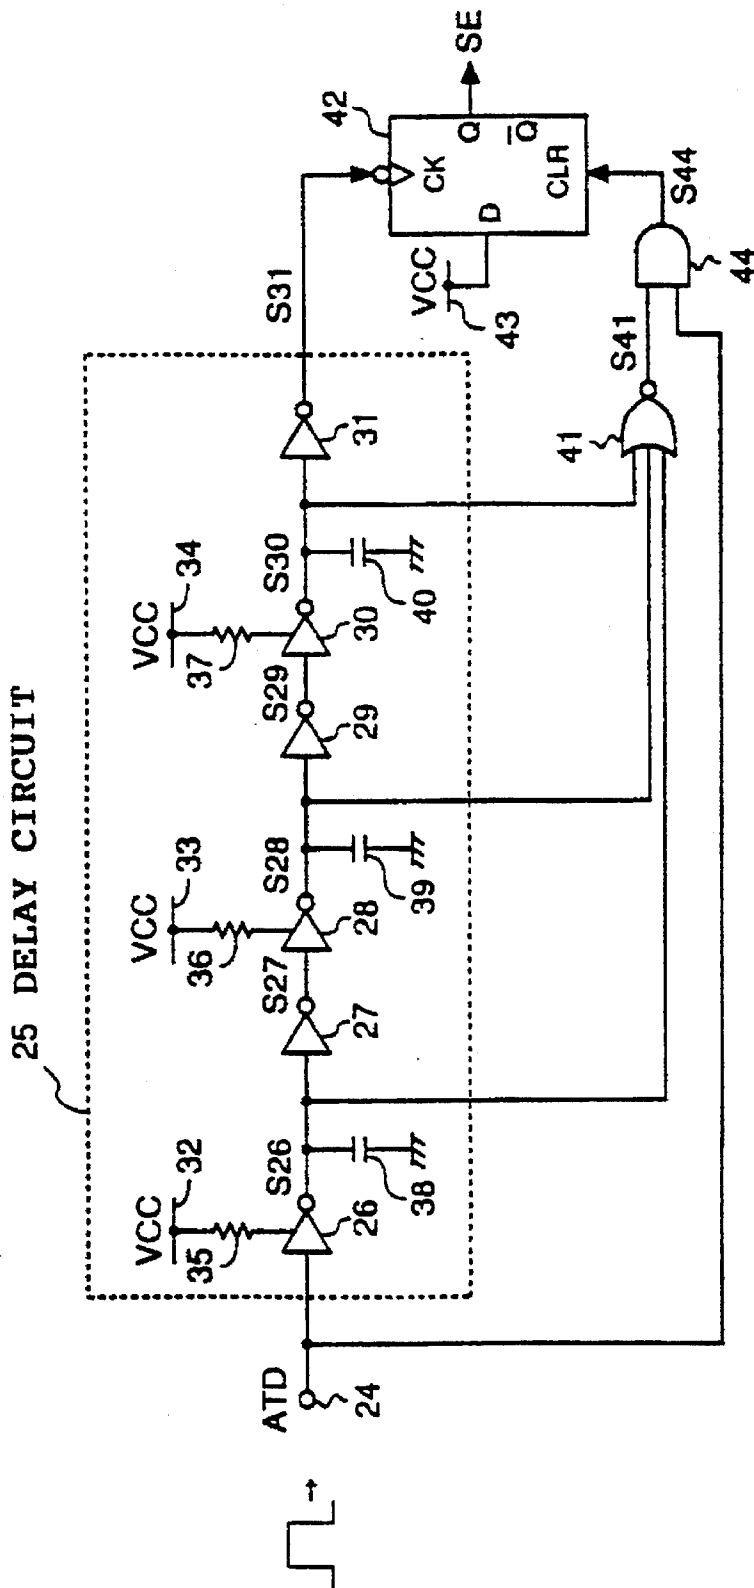 25 DELAY CIRCUIT
VCC
32
35
S26
26
38
S27
27
VCC
33
36
S28
28
39
S29
29
VCC
34
37
S30
30
40
31
S31
ATD
24
→
42
CK
D
Q
Q
CLR
SE
VCC
43
41
S41
44
S44